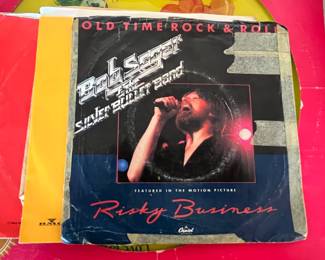 OLD TIME ROCK & ROLL
Bob Seger
& THE
SILVER BULLET BAND
FEATURED IN THE MOTION PICTURE
Risky Business
Capitol